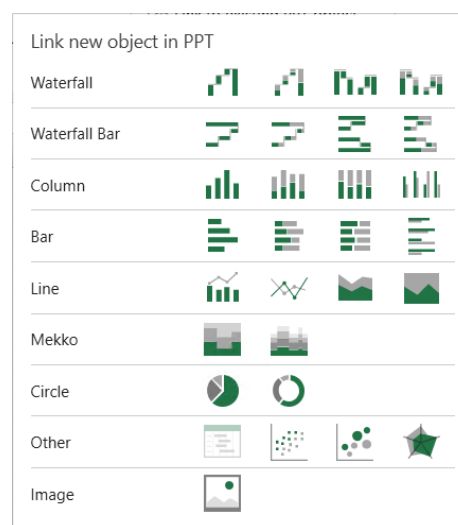 Link new object in PPT
Waterfall
Waterfall Bar
Column
Bar
Line
Mekko
Circle
Other
Image